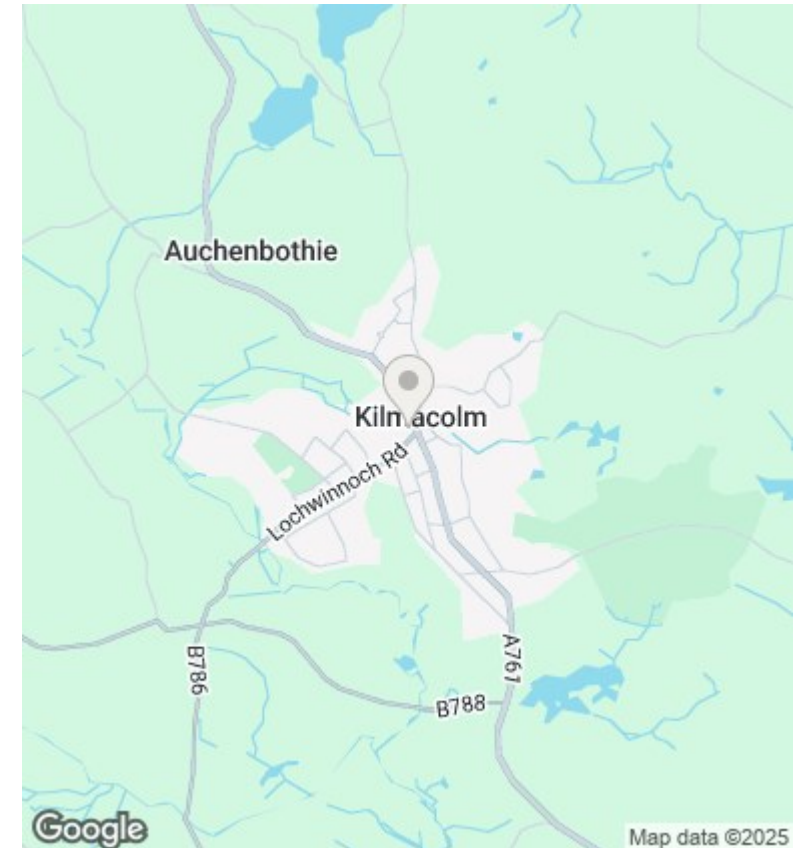 Auchenbothie
Kilmacolm
Lochwinnoch Rd
B786
A761
B788
Google
Map data ©2025